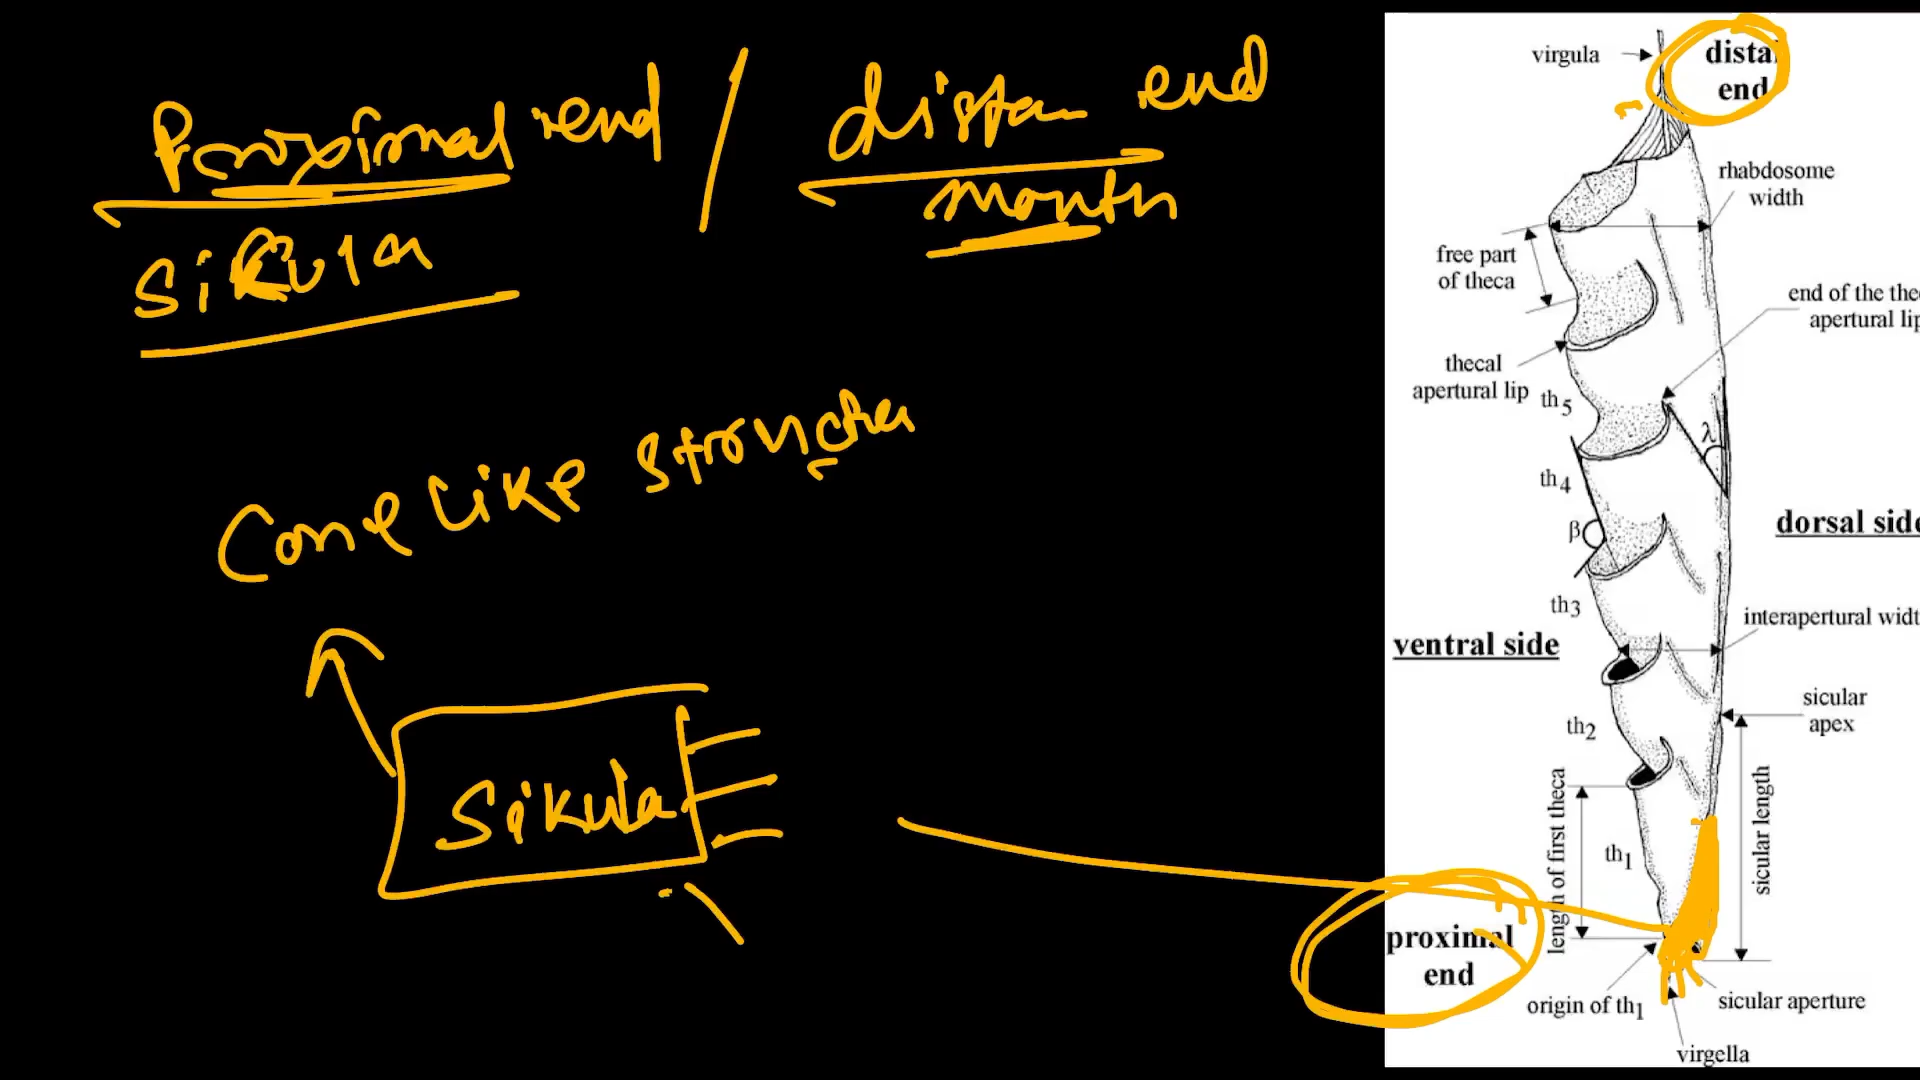 Proximal end / distan end
Sikula
mouth
Cone like struncter
Sikula
virgula
distal
end
rhabdosome
width
free part
of theca
end of the the
apertural lip
thecal
apertural lip
th5
λ
th4
β
dorsal side
th3
interapertural widt
ventral side
sicular
apex
th2
length of first theca
sicular length
th1
proximal
end
origin of th1
sicular aperture
virgella